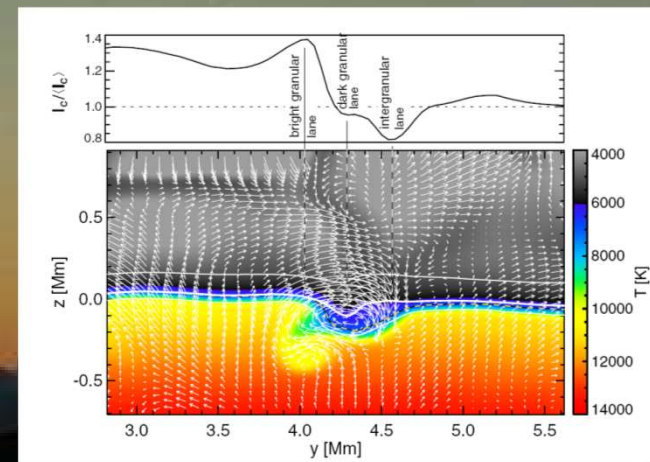 1.4
1.2
1.0
0.8
I_c/⟨I_c⟩
bright granular
lane
dark granular
lane
intergranular
lane
0.5
0.0
-0.5
z [Mm]
3.0 3.5 4.0 4.5 5.0 5.5
y [Mm]
4000
6000
8000
10000
12000
14000
T [K]